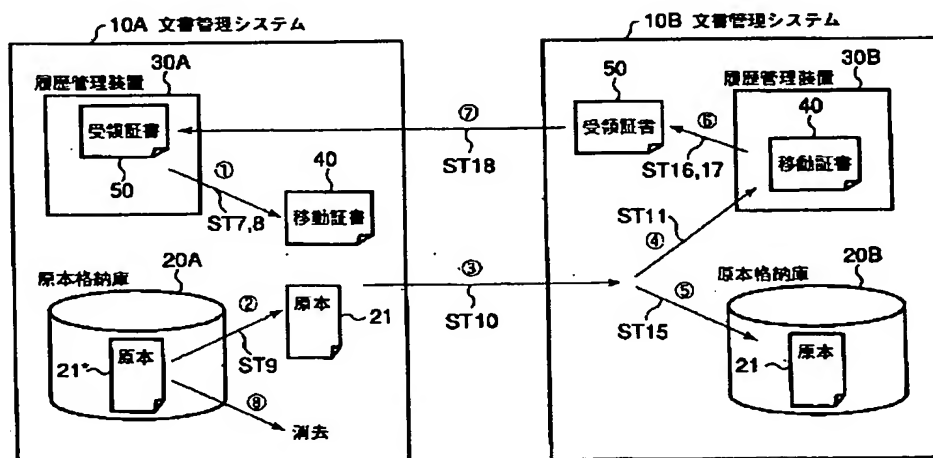 10A 文書管理システム
履歴管理装置
30A
受領証書
50
①
ST7,8
40
移動証書
原本格納庫
20A
21*
原本
②
ST9
原本
21
⑧
消去
⑦
ST18
③
ST10
10B 文書管理システム
50
受領証書
履歴管理装置
30B
40
移動証書
⑥
ST16,17
ST11
④
⑤
ST15
原本格納庫
20B
21
原本